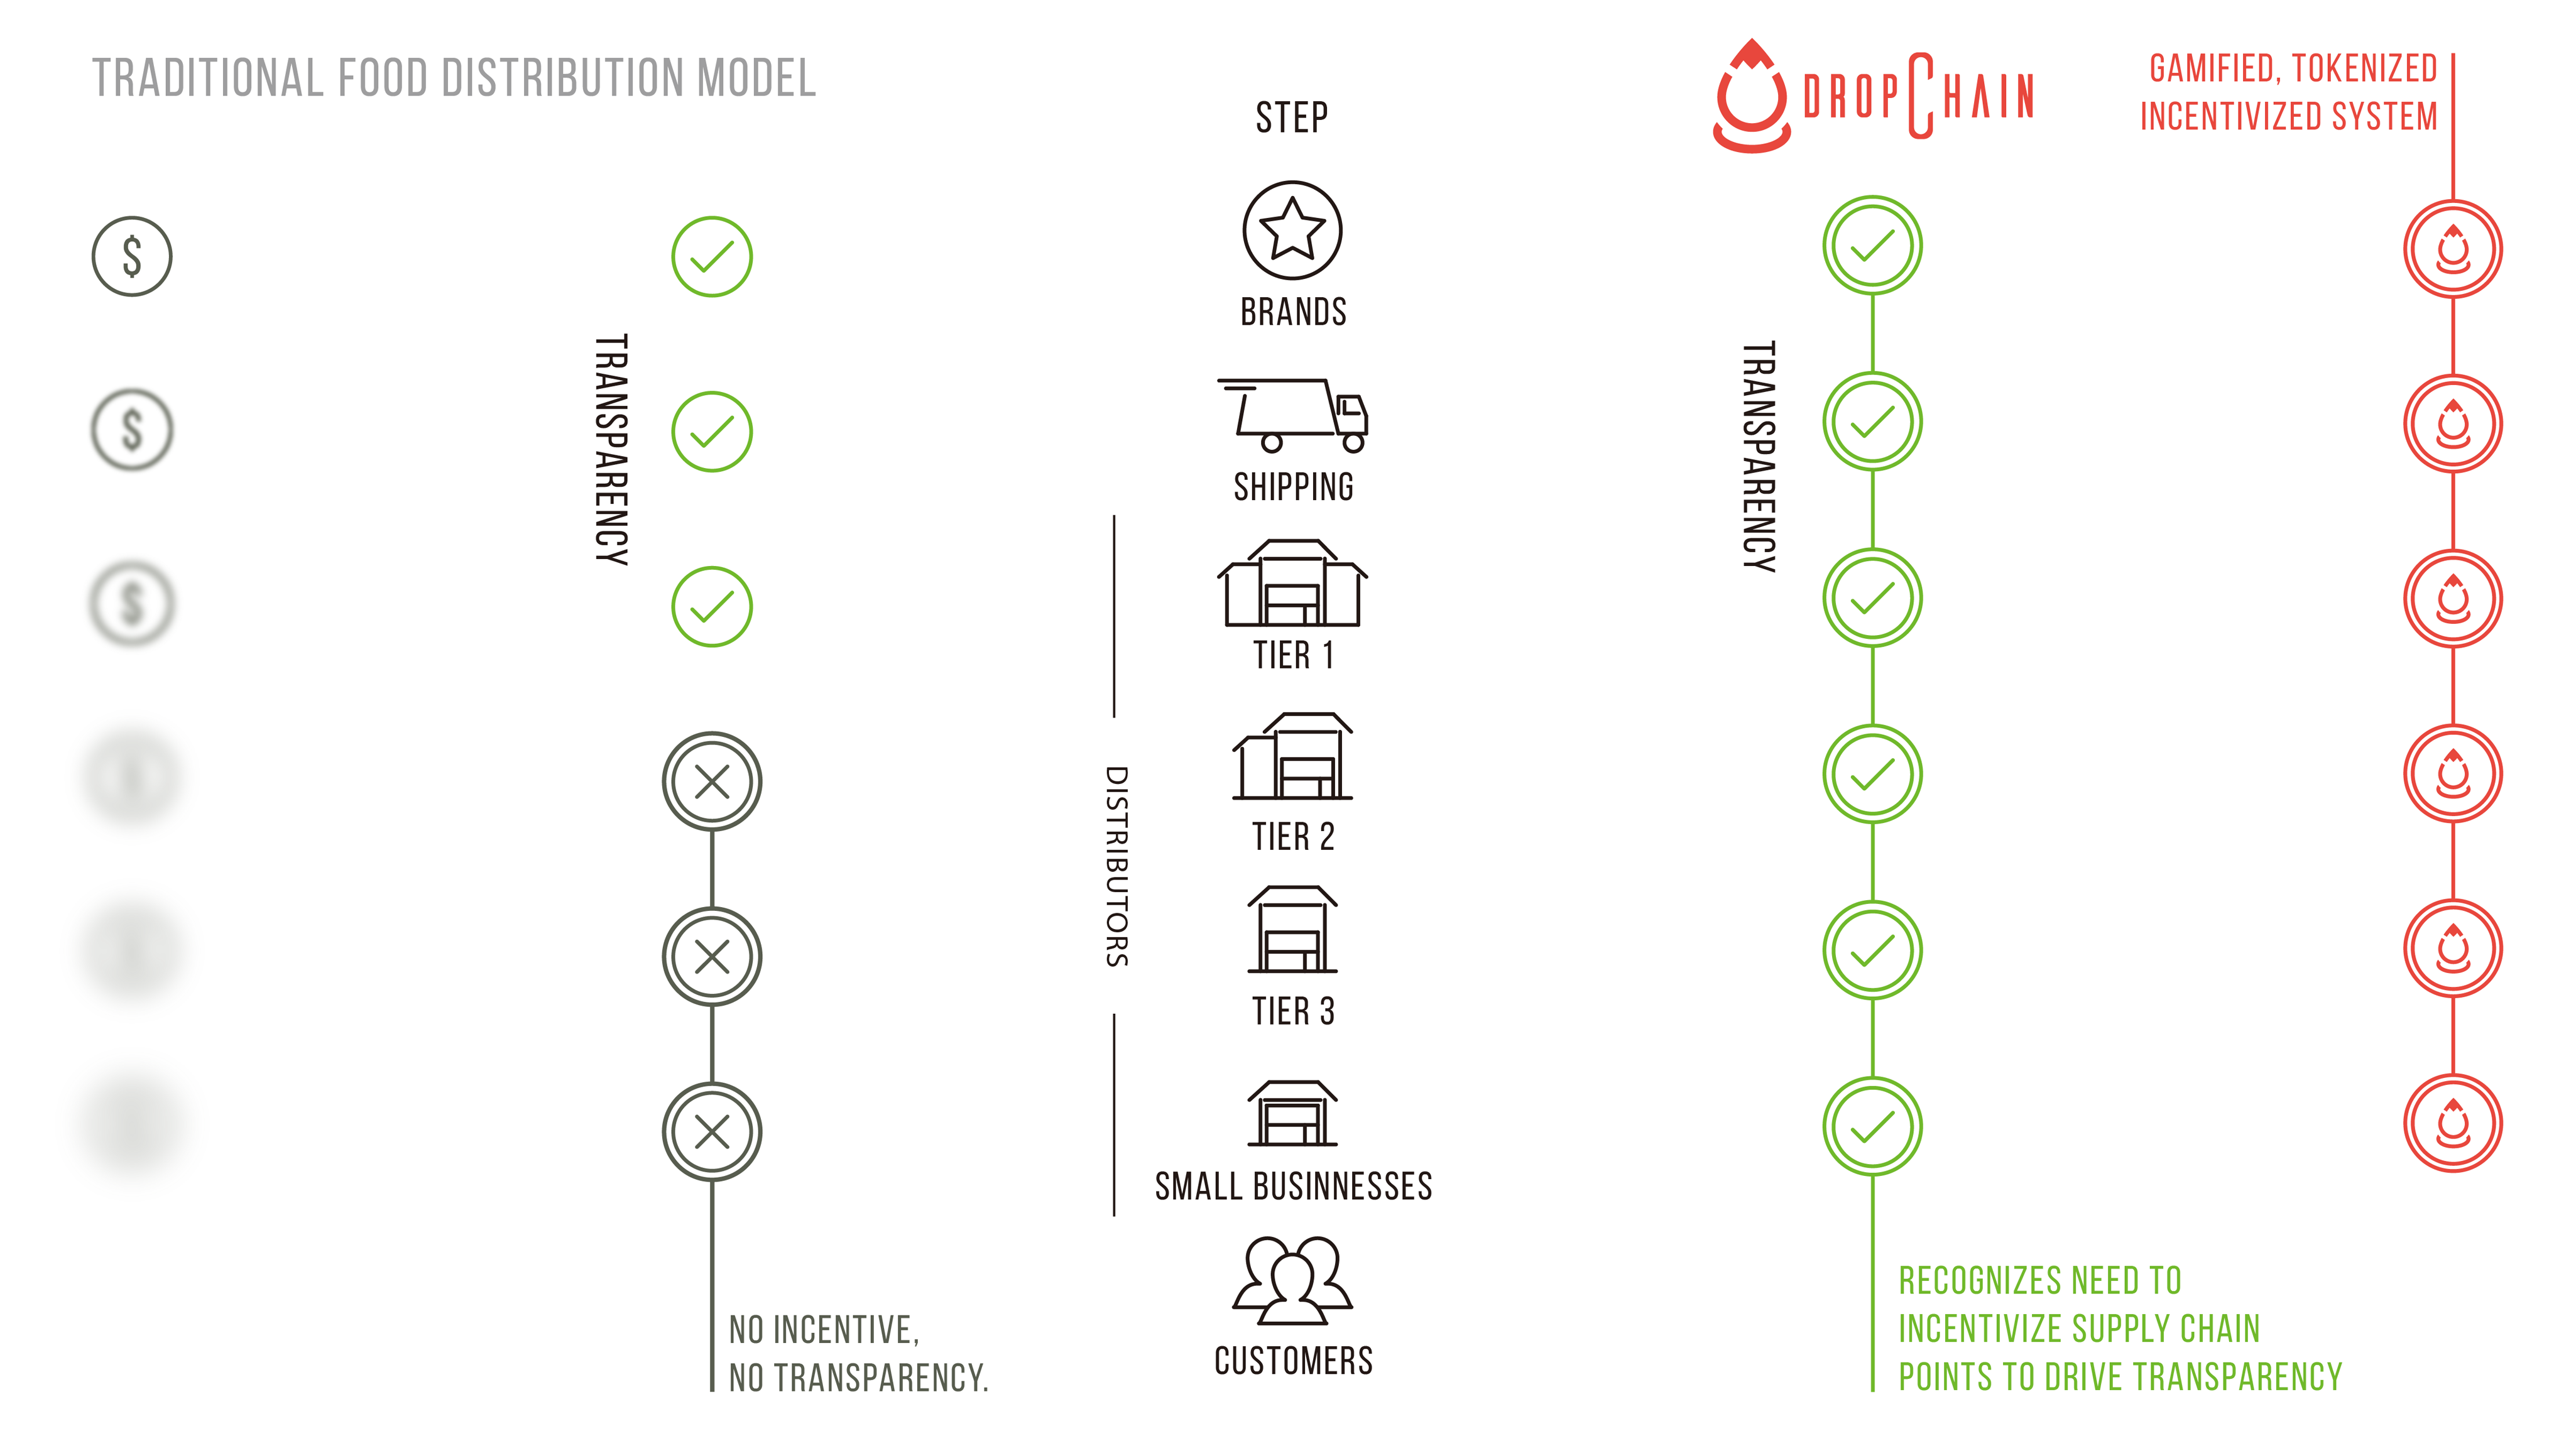 TRADITIONAL FOOD DISTRIBUTION MODEL
$
$
$
TRANSPARENCY
NO INCENTIVE,
NO TRANSPARENCY.
STEP
BRANDS
SHIPPING
DISTRIBUTORS
TIER 1
TIER 2
TIER 3
SMALL BUSINNESSES
CUSTOMERS
DROPCHAIN
TRANSPARENCY
RECOGNIZES NEED TO
INCENTIVIZE SUPPLY CHAIN
POINTS TO DRIVE TRANSPARENCY
GAMIFIED, TOKENIZED
INCENTIVIZED SYSTEM